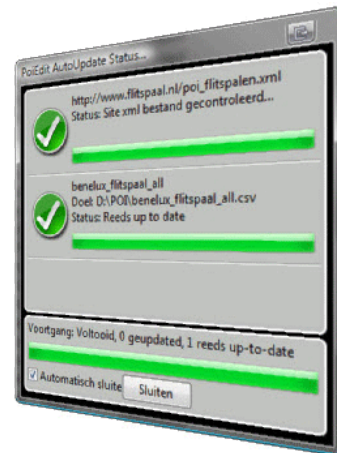 PoiEdit AutoUpdate Status...
http://www.flitspaal.nl/poi_flitspalen.xml
Status: Site xml bestand gecontroleerd...
benelux_flitspaal_all
Doel: D:\POI\benelux_flitspaal_all.csv
Status: Reeds up to date
Voortgang: Voltooid, 0 geupdated, 1 reeds up-to-date
Automatisch sluite
Sluiten